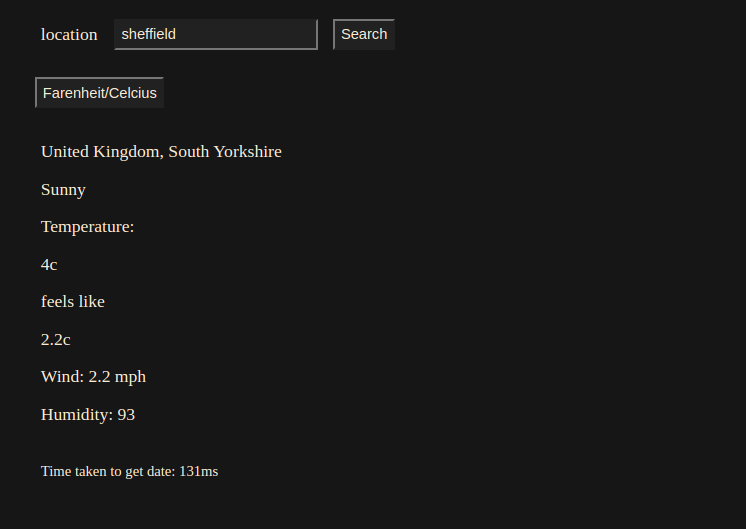 location sheffield Search
Farenheit/Celcius
United Kingdom, South Yorkshire
Sunny
Temperature:
4c
feels like
2.2c
Wind: 2.2 mph
Humidity: 93
Time taken to get date: 131ms